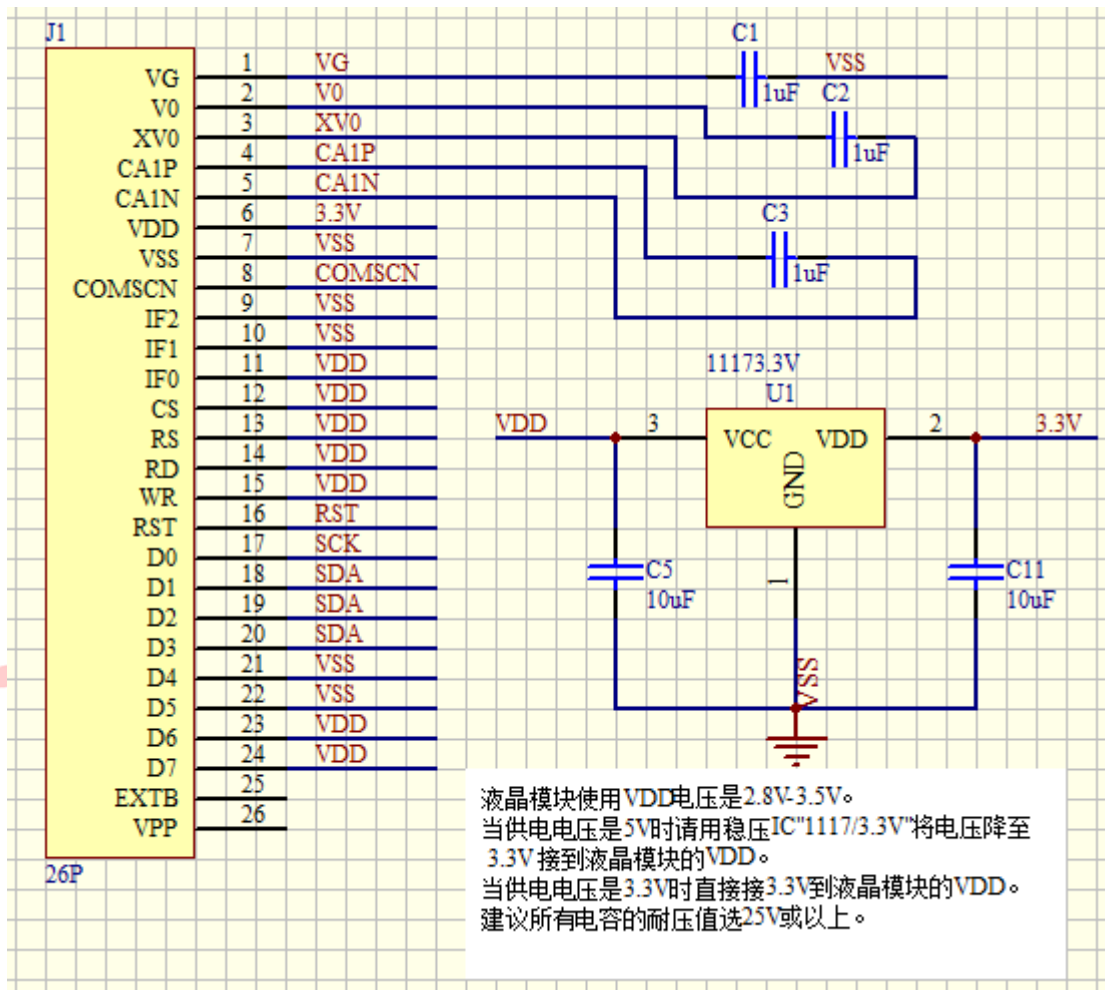 J1
VG 1 VG
V0 2 V0
XV0 3 XV0
CA1P 4 CA1P
CA1N 5 CA1N
VDD 6 3.3V
VSS 7 VSS
COMSCN 8 COMSCN
IF2 9 VSS
IF1 10 VSS
IF0 11 VDD
CS 12 VDD
RS 13 VDD
RD 14 VDD
WR 15 VDD
RST 16 RST
D0 17 SCK
D1 18 SDA
D2 19 SDA
D3 20 SDA
D4 21 VSS
D5 22 VSS
D6 23 VDD
D7 24 VDD
EXTB 25
VPP 26
26P
C1
1uF
VSS
C2
1uF
C3
1uF
11173.3V
U1
VDD 3 VCC VDD 2 3.3V
GND
1
C5
10uF
C11
10uF
VSS
液晶模块使用VDD电压是2.8V-3.5V。
当供电电压是5V时请用稳压IC"1117/3.3V"将电压降至
3.3V 接到液晶模块的VDD。
当供电电压是3.3V时直接接3.3V到液晶模块的VDD。
建议所有电容的耐压值选25V或以上。